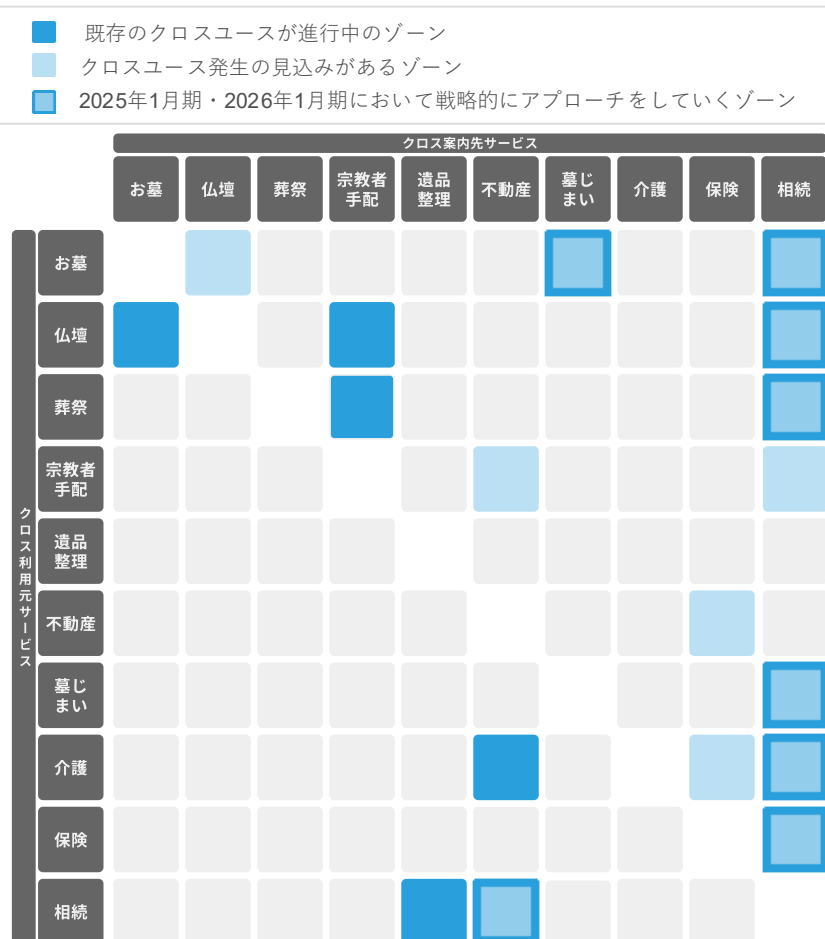 既存のクロスユースが進行中のゾーン
クロスユース発生の見込みがあるゾーン
2025年1月期・2026年1月期において戦略的にアプローチをしていくゾーン
クロス案内先サービス
お墓
仏壇
葬祭
宗教者
手配
遺品
整理
不動産
墓じ
まい
介護
保険
相続
クロス利用元サービス
お墓
仏壇
葬祭
宗教者
手配
遺品
整理
不動産
墓じ
まい
介護
保険
相続